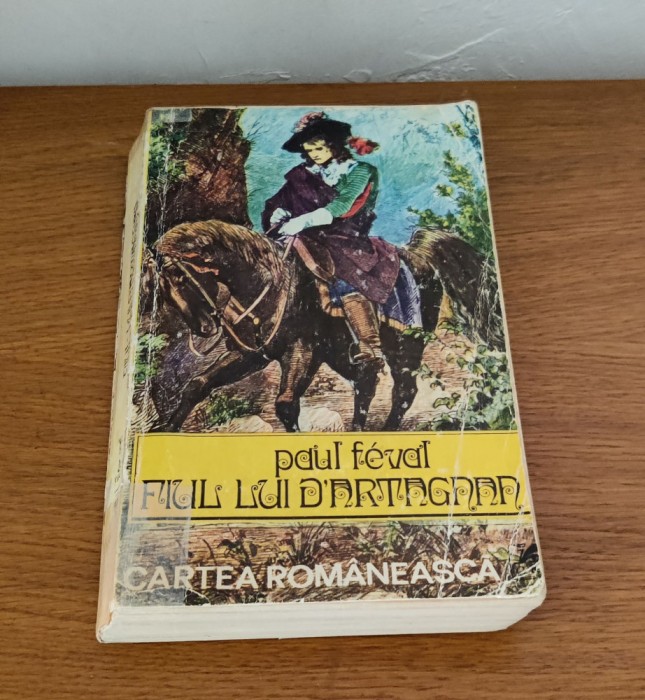 paul féval
FIUL LUI D'ARTAGNAN
CARTEA ROMÂNEASCĂ